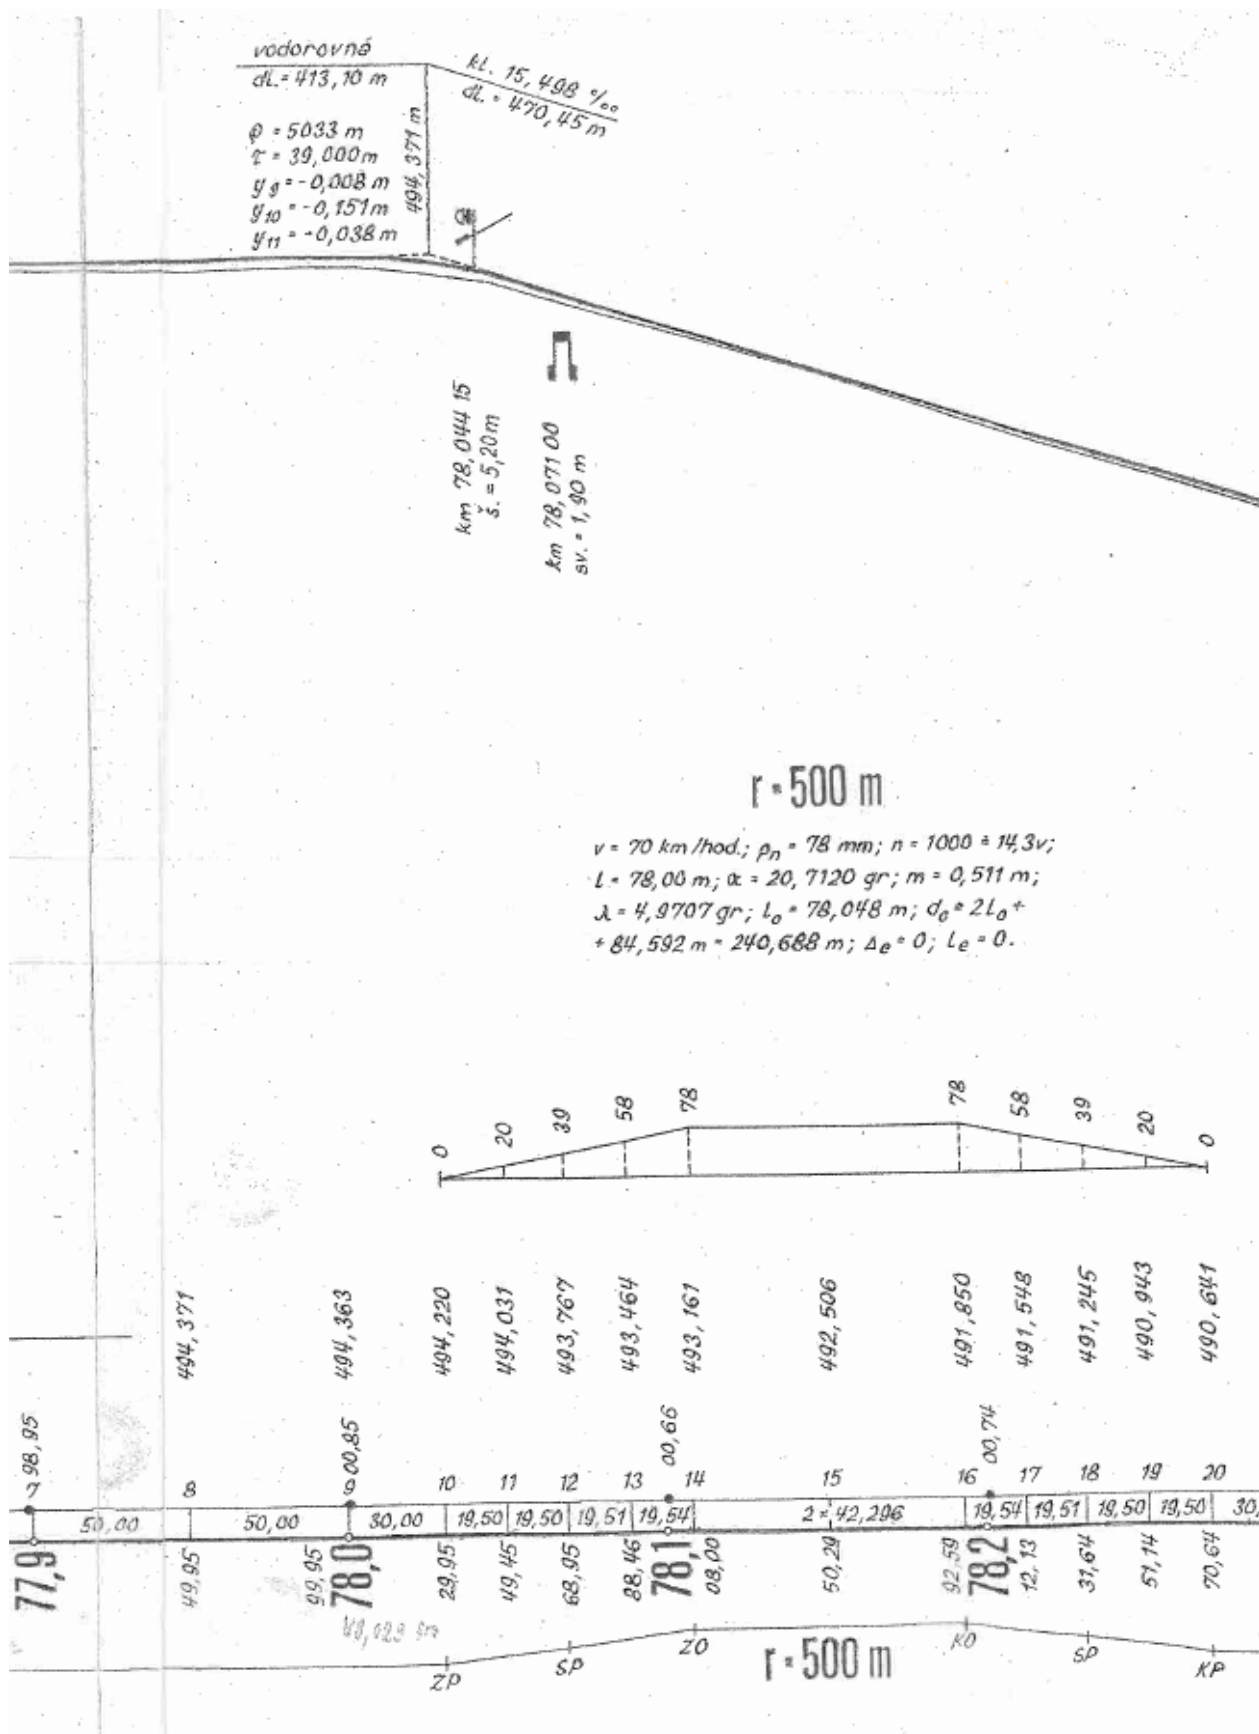 vodorovná
dl. = 413,10 m
kl. 15,498 ‰
dl. = 470,45 m
ϱ = 5033 m
τ = 39,000 m
y9 = -0,008 m
y10 = -0,151 m
y11 = -0,038 m
494,371 m
km 78,044 15
š. = 5,20 m
km 78,071 00
sv. = 1,90 m
r = 500 m
v = 70 km/hod.; pn = 78 mm; n = 1000 ≐ 14,3v;
l = 78,00 m; α = 20,7120 gr; m = 0,511 m;
λ = 4,9707 gr; lo = 78,048 m; do = 2lo +
+ 84,592 m = 240,688 m; Δe = 0; le = 0.
0 20 39 58 78 78 58 39 20 0
494,371 494,363 494,220 494,031 493,767 493,464 493,161 492,506 491,850 491,548 491,245 490,943 490,641
98,95 00,85 00,66 00,74
7 8 9 10 11 12 13 14 15 16 17 18 19 20
50,00 50,00 30,00 19,50 19,50 19,51 19,54 2 × 42,296 19,54 19,51 19,50 19,50 30,
77,9 49,95 99,95 78,0 29,95 49,45 68,95 88,46 78,1 08,00 50,29 92,59 78,2 12,13 31,64 51,14 70,64
ZP SP ZO r = 500 m KO SP KP